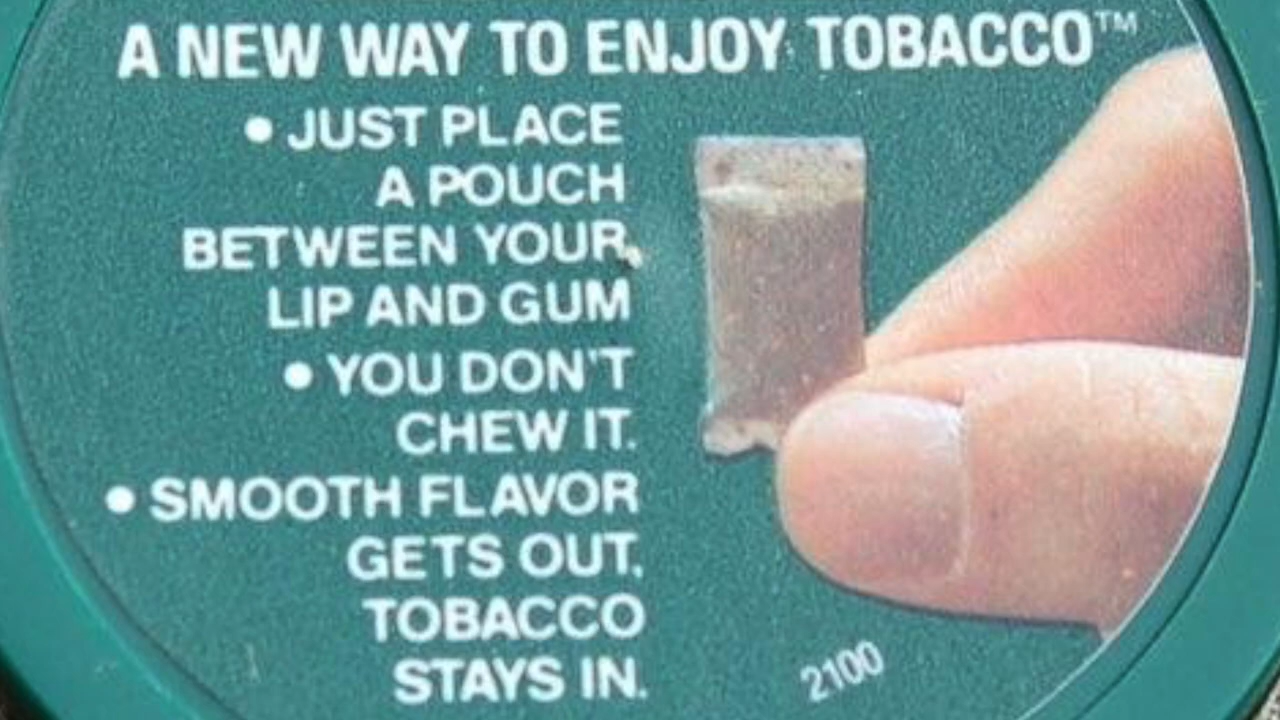 A NEW WAY TO ENJOY TOBACCO™
• JUST PLACE
A POUCH
BETWEEN YOUR
LIP AND GUM
• YOU DON'T
CHEW IT.
• SMOOTH FLAVOR
GETS OUT.
TOBACCO
STAYS IN.
2100